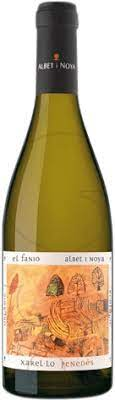 ALBET i NOYA
el fanio albet i noya
xarel·lo penedès